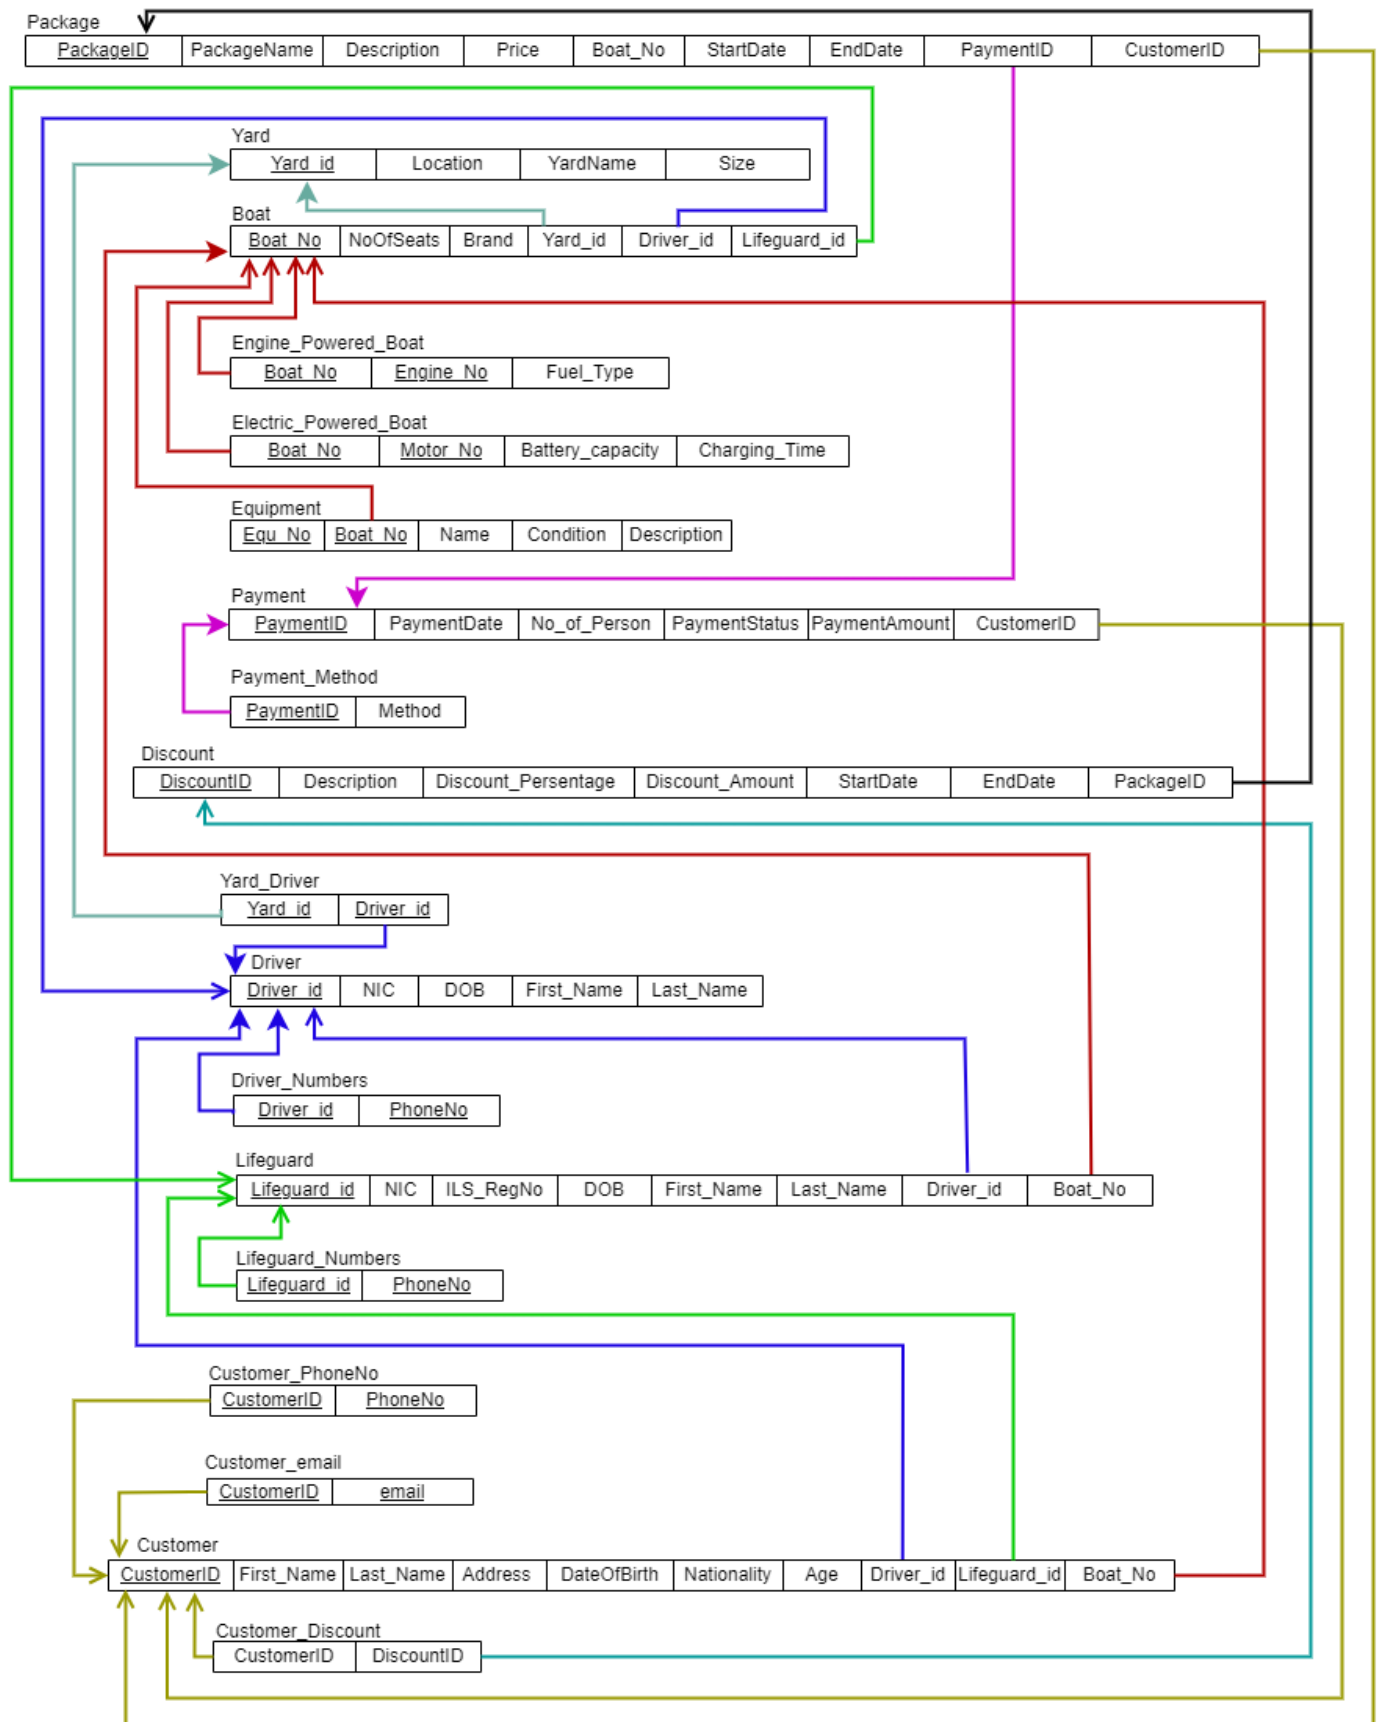 Package
PackageID PackageName Description Price Boat_No StartDate EndDate PaymentID CustomerID
Yard
Yard_id Location YardName Size
Boat
Boat_No NoOfSeats Brand Yard_id Driver_id Lifeguard_id
Engine_Powered_Boat
Boat_No Engine_No Fuel_Type
Electric_Powered_Boat
Boat_No Motor_No Battery_capacity Charging_Time
Equipment
Equ_No Boat_No Name Condition Description
Payment
PaymentID PaymentDate No_of_Person PaymentStatus PaymentAmount CustomerID
Payment_Method
PaymentID Method
Discount
DiscountID Description Discount_Persentage Discount_Amount StartDate EndDate PackageID
Yard_Driver
Yard_id Driver_id
Driver
Driver_id NIC DOB First_Name Last_Name
Driver_Numbers
Driver_id PhoneNo
Lifeguard
Lifeguard_id NIC ILS_RegNo DOB First_Name Last_Name Driver_id Boat_No
Lifeguard_Numbers
Lifeguard_id PhoneNo
Customer_PhoneNo
CustomerID PhoneNo
Customer_email
CustomerID email
Customer
CustomerID First_Name Last_Name Address DateOfBirth Nationality Age Driver_id Lifeguard_id Boat_No
Customer_Discount
CustomerID DiscountID